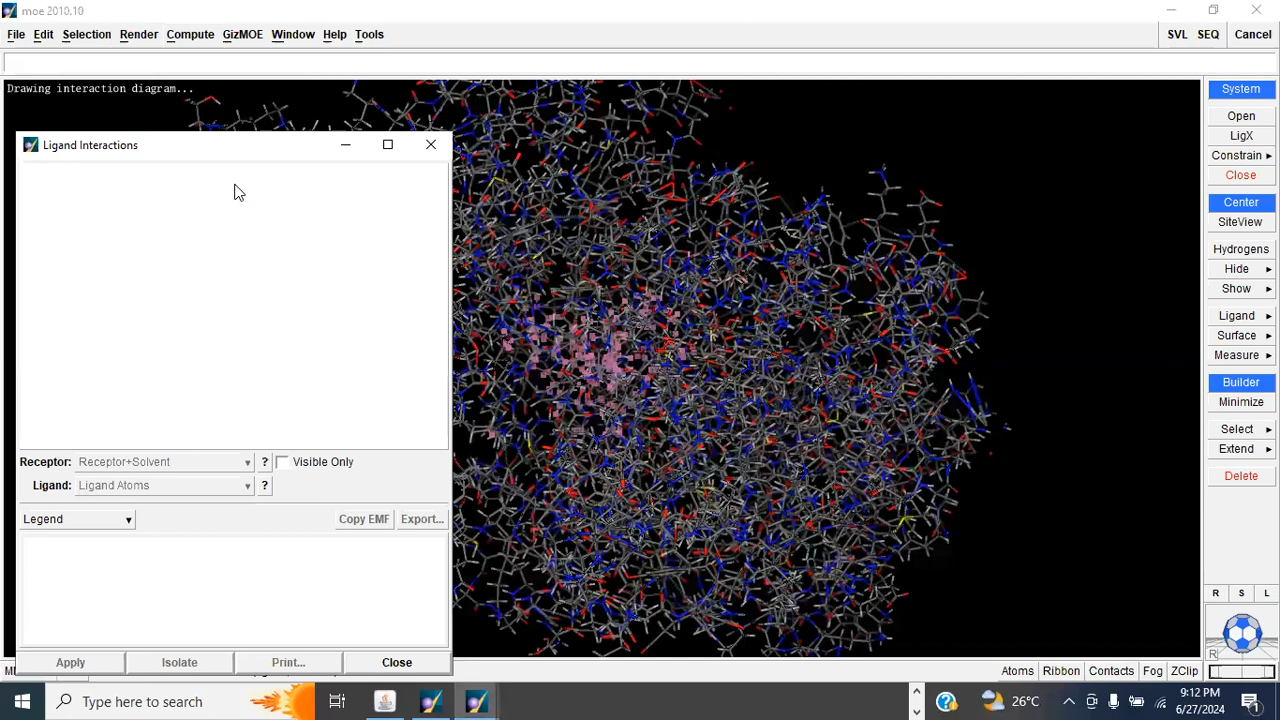 moe 2010.10
File Edit Selection Render Compute GizMOE Window Help Tools
SVL SEQ Cancel
Drawing interaction diagram...
Ligand Interactions
Receptor: Receptor+Solvent ? Visible Only
Ligand: Ligand Atoms ?
Legend
Copy EMF Export...
Apply Isolate Print... Close
System
Open
LigX
Constrain
Close
Center
SiteView
Hydrogens
Hide
Show
Ligand
Surface
Measure
Builder
Minimize
Select
Extend
Delete
R S L
R
Atoms Ribbon Contacts Fog ZClip
Type here to search
26°C
9:12 PM
6/27/2024
1